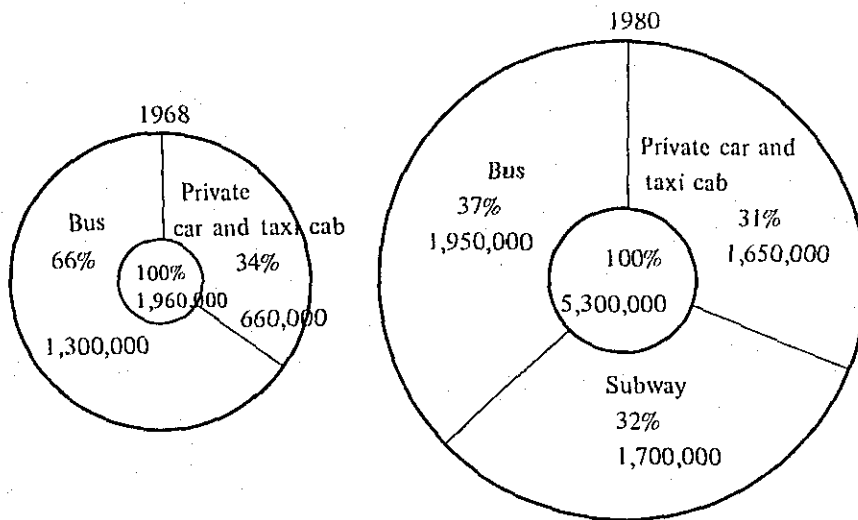 1968
Bus
66%
1,300,000
Private
car and taxi cab
34%
660,000
100%
1,960,000
1980
Bus
37%
1,950,000
Private car and
taxi cab
31%
1,650,000
100%
5,300,000
Subway
32%
1,700,000